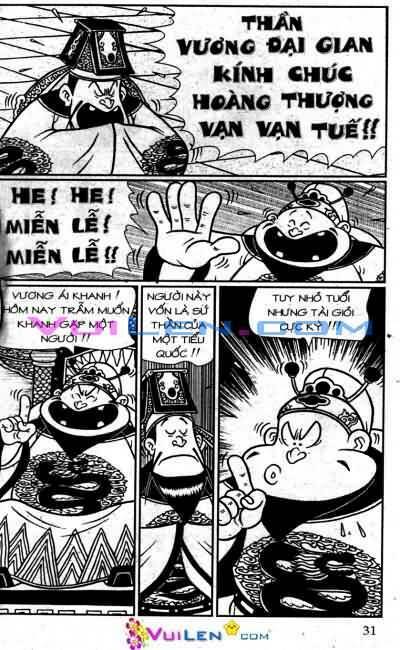 THẦN
VƯƠNG ĐẠI GIAN
KÍNH CHÚC
HOÀNG THƯỢNG
VẠN VẠN TUẾ!!
HE! HE!
MIỄN LỄ!
MIỄN LỄ!!
VƯƠNG ÁI KHANH!
HÔM NAY TRẪM MUỐN
KHANH GẶP MỘT
NGƯỜI!!
NGƯỜI NÀY
VỐN LÀ SỨ
THẦN CỦA
MỘT TIỂU
QUỐC!!
TUY NHỎ TUỔI
NHƯNG TÀI GIỎI
CỰC KỲ!!!
VUILEN.COM
31
VUILEN.COM